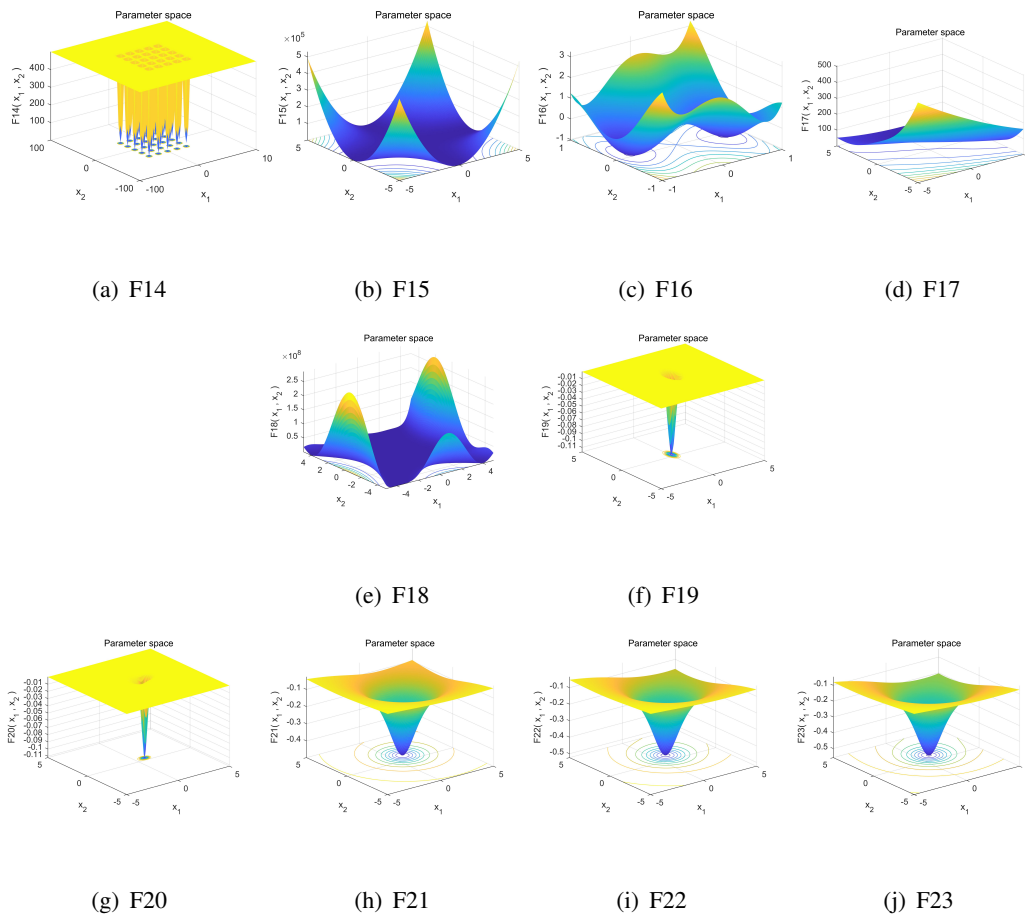 Parameter space
F14( x1 , x2 )
400
300
200
100
100
0
-100
x2
-100
0
10
x1
(a) F14
Parameter space
×10^5
F15( x1 , x2 )
5
4
3
2
1
5
0
-5
x2
-5
0
5
x1
(b) F15
Parameter space
F16( x1 , x2 )
3
2
1
0
-1
1
0
-1
x2
-1
0
1
x1
(c) F16
Parameter space
F17( x1 , x2 )
500
400
300
200
100
5
0
-5
x2
-5
0
x1
(d) F17
Parameter space
×10^8
F18( x1 , x2 )
2.5
2
1.5
1
0.5
4
2
0
-2
-4
x2
-4
-2
0
2
4
x1
(e) F18
Parameter space
F19( x1 , x2 )
-0.01
-0.02
-0.03
-0.04
-0.05
-0.06
-0.07
-0.08
-0.09
-0.1
-0.11
5
0
-5
x2
-5
0
5
x1
(f) F19
Parameter space
F20( x1 , x2 )
-0.01
-0.02
-0.03
-0.04
-0.05
-0.06
-0.07
-0.08
-0.09
-0.1
-0.11
5
0
-5
x2
-5
0
5
x1
(g) F20
Parameter space
F21( x1 , x2 )
-0.1
-0.2
-0.3
-0.4
5
0
-5
x2
-5
0
5
x1
(h) F21
Parameter space
F22( x1 , x2 )
-0.1
-0.2
-0.3
-0.4
-0.5
5
0
-5
x2
-5
0
5
x1
(i) F22
Parameter space
F23( x1 , x2 )
-0.1
-0.2
-0.3
-0.4
-0.5
5
0
-5
x2
-5
0
5
x1
(j) F23